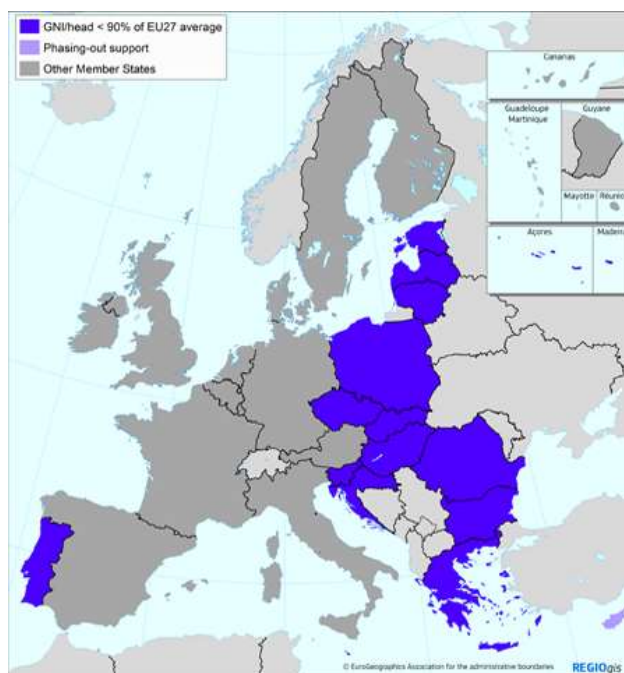 GNI/head < 90% of EU27 average
Phasing-out support
Other Member States
Canarias
Guadeloupe
Martinique
Guyane
Mayotte
Açores
Madeira
© EuroGeographics Association for the administrative boundaries
REGIOgis